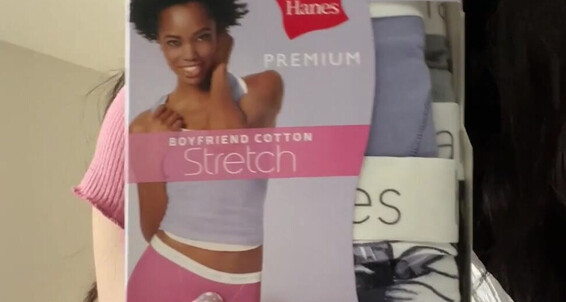 Hanes
PREMIUM
BOYFRIEND COTTON
Stretch
a
es